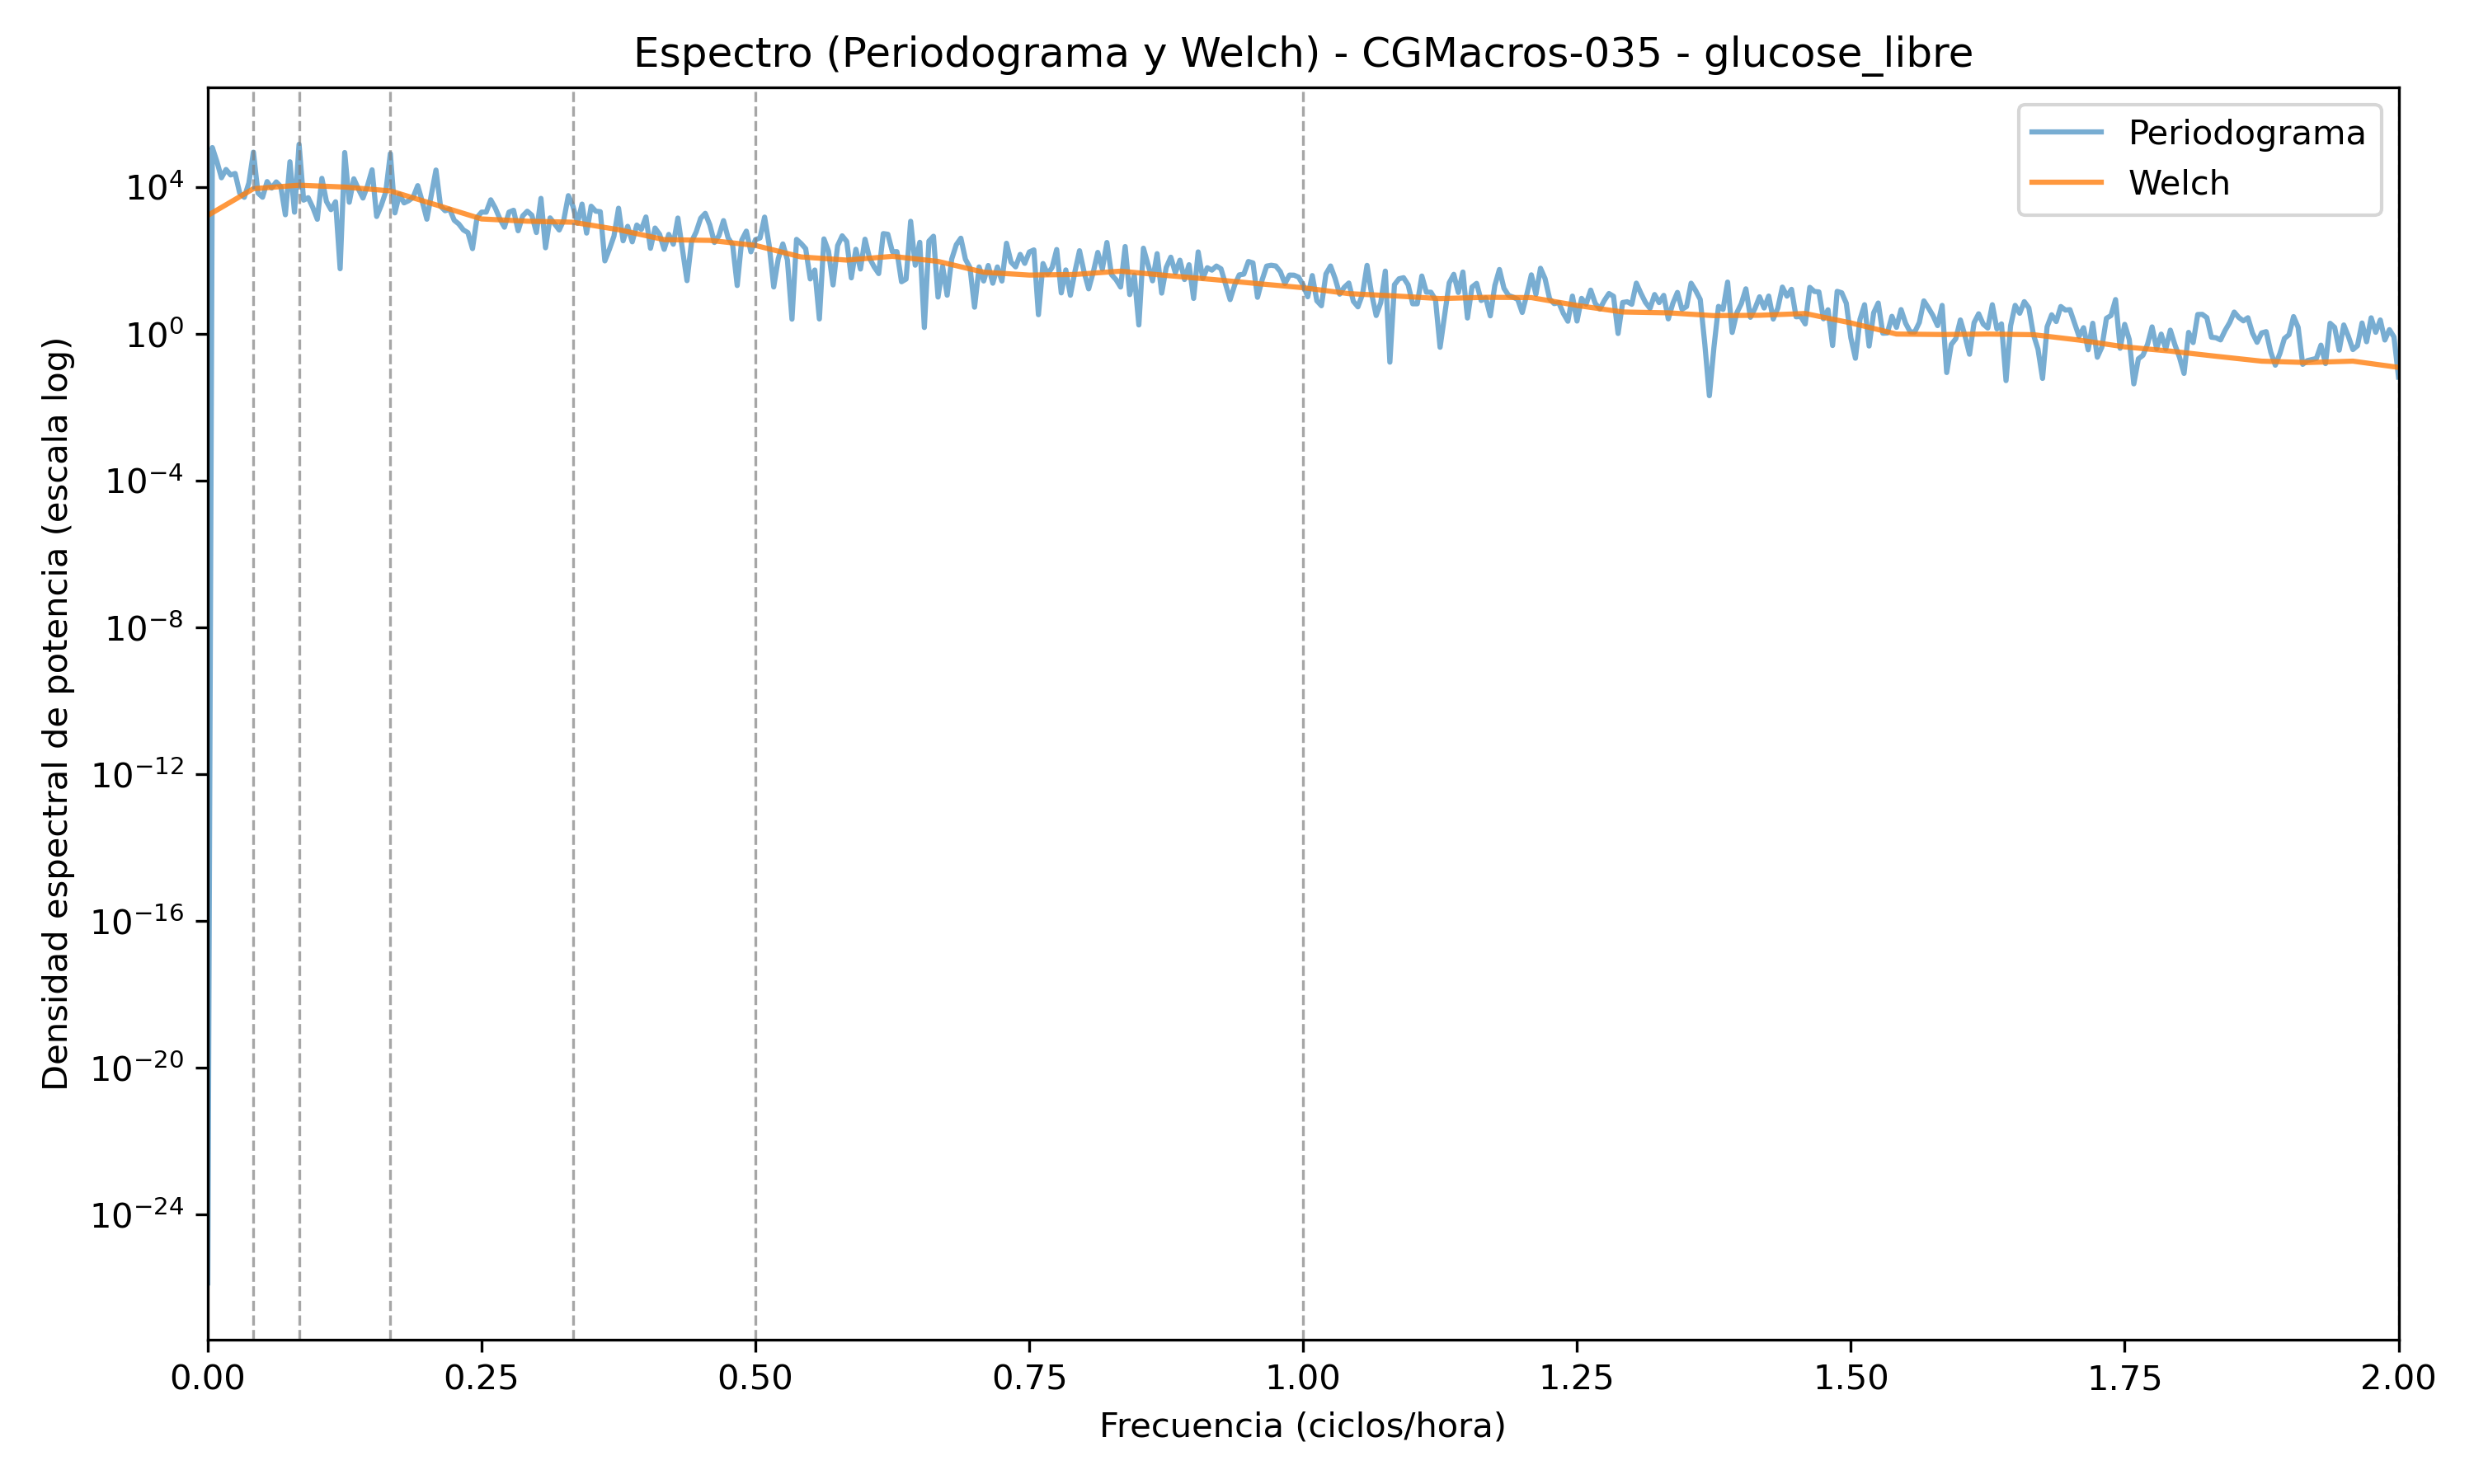 Espectro (Periodograma y Welch) - CGMacros-035 - glucose_libre
Periodograma
Welch
Densidad espectral de potencia (escala log)
10^4
10^0
10^−4
10^−8
10^−12
10^−16
10^−20
10^−24
0.00 0.25 0.50 0.75 1.00 1.25 1.50 1.75 2.00
Frecuencia (ciclos/hora)